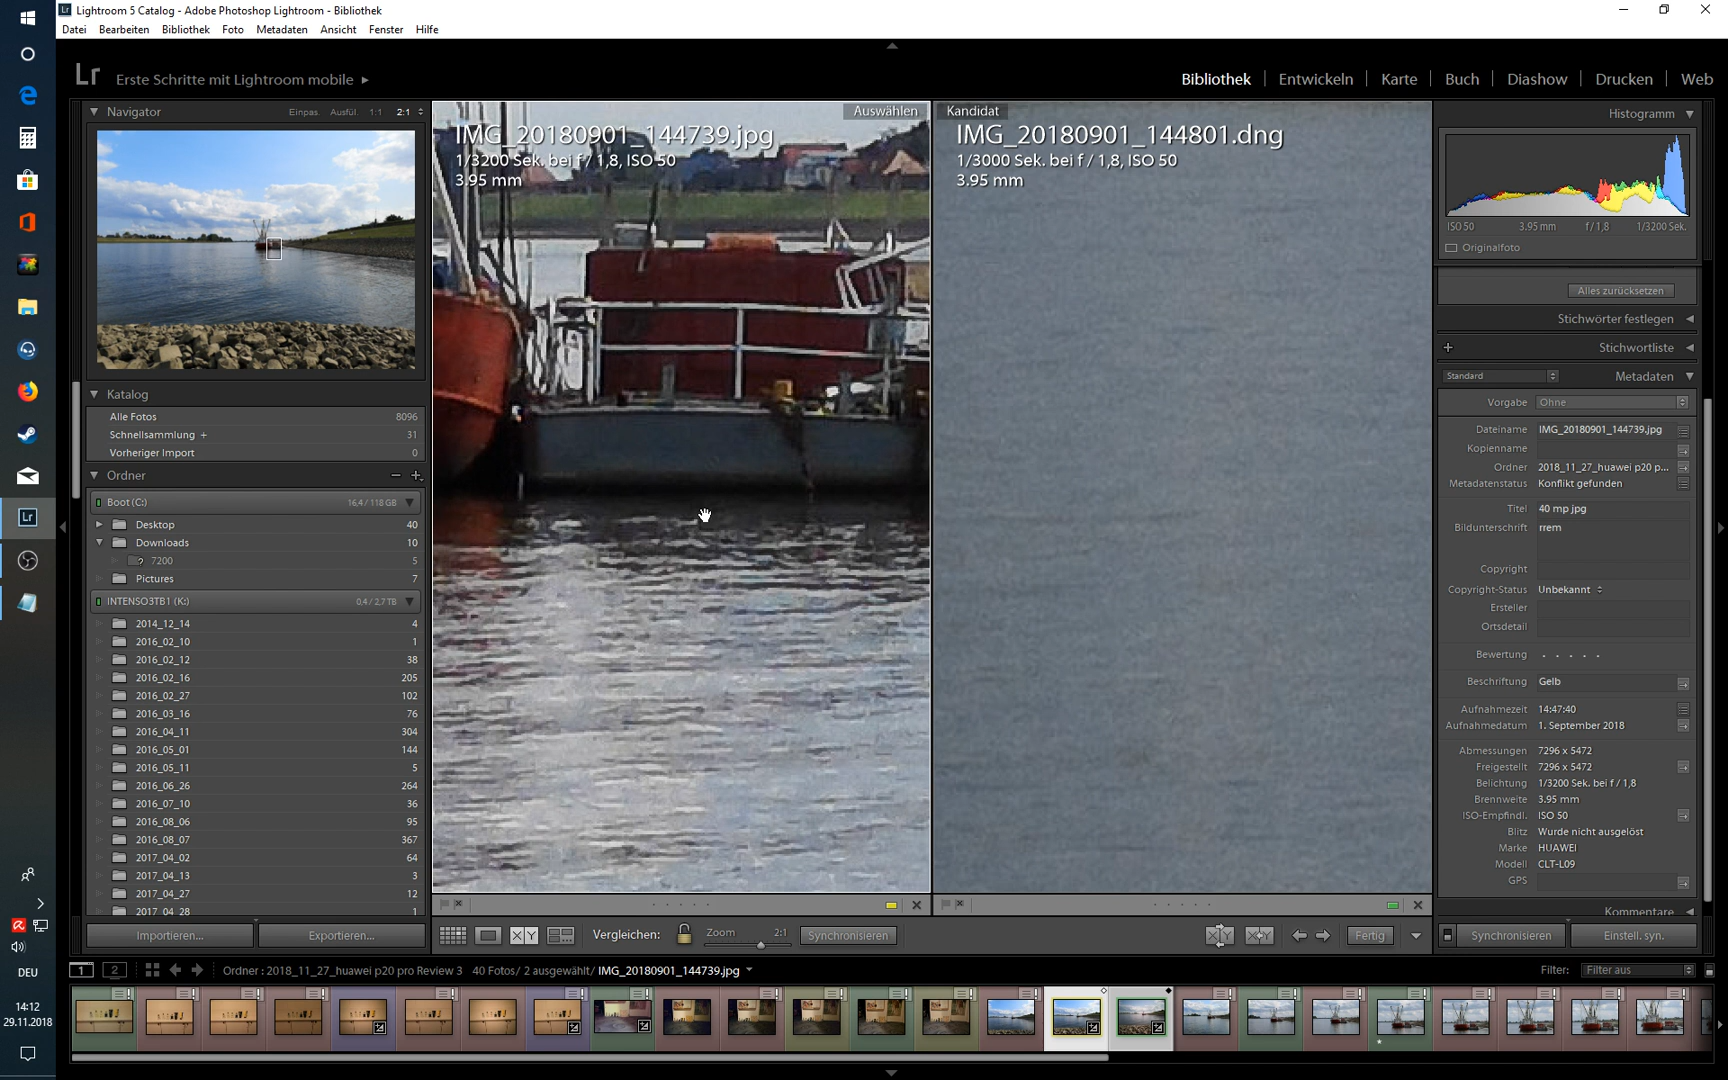 Lightroom 5 Catalog - Adobe Photoshop Lightroom - Bibliothek
Datei Bearbeiten Bibliothek Foto Metadaten Ansicht Fenster Hilfe
Lr Erste Schritte mit Lightroom mobile
Bibliothek Entwickeln Karte Buch Diashow Drucken Web
Navigator Einpas. Ausfül. 1:1 2:1
Katalog
Alle Fotos 8096
Schnellsammlung + 31
Vorheriger Import 0
Ordner
Boot (C:) 16,4 / 118 GB
Desktop 40
Downloads 10
? 7200 5
Pictures 7
INTENSO3TB1 (K:) 0,4 / 2,7 TB
2014_12_14 4
2016_02_10 1
2016_02_12 38
2016_02_16 205
2016_02_27 102
2016_03_16 76
2016_04_11 304
2016_05_01 144
2016_05_11 5
2016_06_26 264
2016_07_10 36
2016_08_06 95
2016_08_07 367
2017_04_02 64
2017_04_13 3
2017_04_27 12
2017_04_28 1
Importieren... Exportieren...
Auswählen
IMG_20180901_144739.jpg
1/3200 Sek. bei f / 1,8, ISO 50
3.95 mm
Kandidat
IMG_20180901_144801.dng
1/3000 Sek. bei f / 1,8, ISO 50
3.95 mm
Vergleichen: Zoom 2:1 Synchronisieren
XY
Fertig
Histogramm
ISO 50 3.95 mm f / 1,8 1/3200 Sek.
Originalfoto
Alles zurücksetzen
Stichwörter festlegen
+ Stichwortliste
Standard Metadaten
Vorgabe Ohne
Dateiname IMG_20180901_144739.jpg
Kopienname
Ordner 2018_11_27_huawei p20 p...
Metadatenstatus Konflikt gefunden
Titel 40 mp jpg
Bildunterschrift rrem
Copyright
Copyright-Status Unbekannt
Ersteller
Ortsdetail
Bewertung . . . . .
Beschriftung Gelb
Aufnahmezeit 14:47:40
Aufnahmedatum 1. September 2018
Abmessungen 7296 x 5472
Freigestellt 7296 x 5472
Belichtung 1/3200 Sek. bei f / 1,8
Brennweite 3.95 mm
ISO-Empfindl. ISO 50
Blitz Wurde nicht ausgelöst
Marke HUAWEI
Modell CLT-L09
GPS
Kommentare
Synchronisieren Einstell. syn.
1 2 Ordner : 2018_11_27_huawei p20 pro Review 3 40 Fotos/ 2 ausgewählt/ IMG_20180901_144739.jpg
Filter: Filter aus
Lr
DEU
14:12
29.11.2018